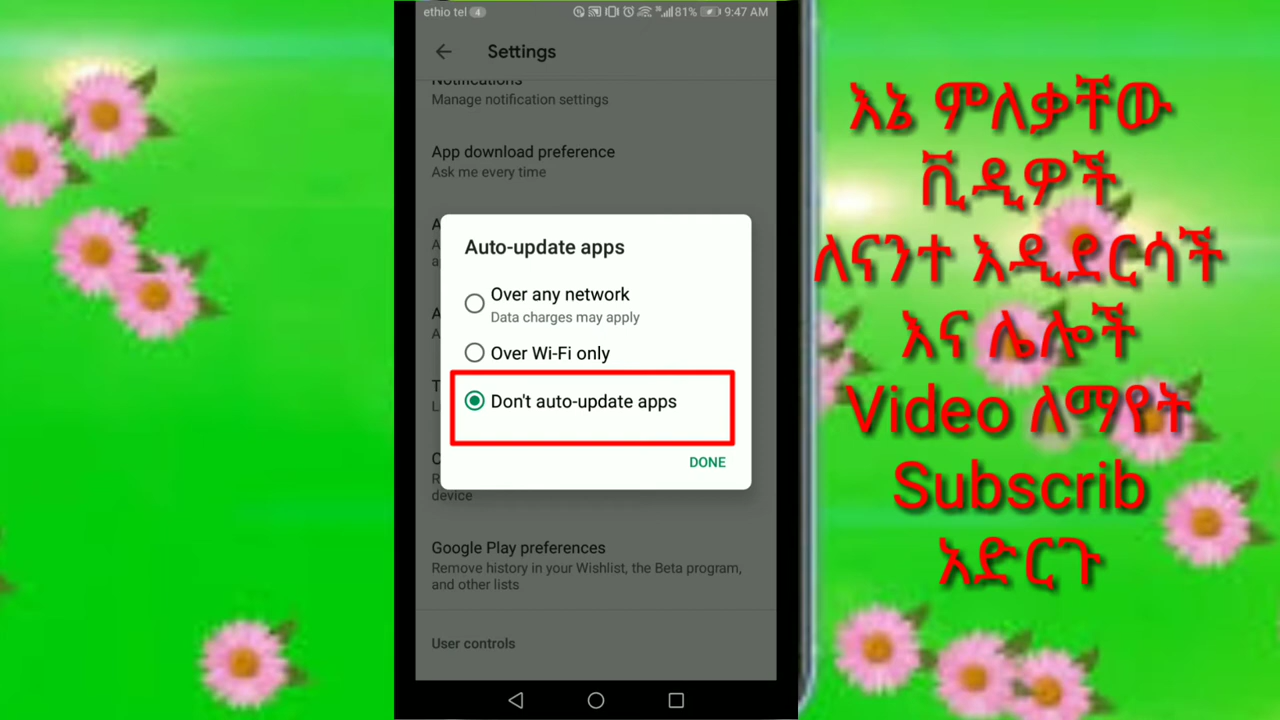 ethio tel 4 81% 9:47 AM
Settings
Notifications
Manage notification settings
App download preference
Ask me every time
Auto-update apps
Over any network
Data charges may apply
Over Wi-Fi only
Don't auto-update apps
DONE
device
Google Play preferences
Remove history in your Wishlist, the Beta program,
and other lists
User controls
እኔ ምለቃቸው
ቪዲዎች
ለናንተ እዲደርሳች
እና ሌሎች
Video ለማየት
Subscrib
አድርጉ